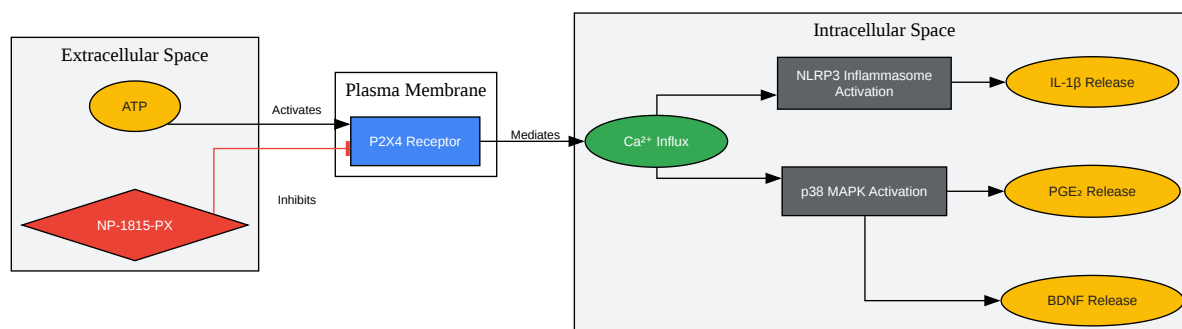 Extracellular Space
ATP
NP-1815-PX
Activates
Inhibits
Plasma Membrane
P2X4 Receptor
Mediates
Intracellular Space
Ca²⁺ Influx
NLRP3 Inflammasome
Activation
IL-1β Release
p38 MAPK Activation
PGE₂ Release
BDNF Release